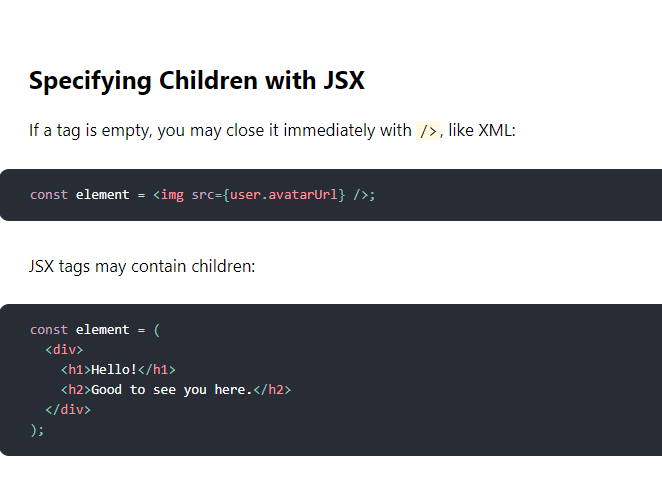 Specifying Children with JSX
If a tag is empty, you may close it immediately with />, like XML:
const element = <img src={user.avatarUrl} />;
JSX tags may contain children:
const element = (
  <div>
    <h1>Hello!</h1>
    <h2>Good to see you here.</h2>
  </div>
);